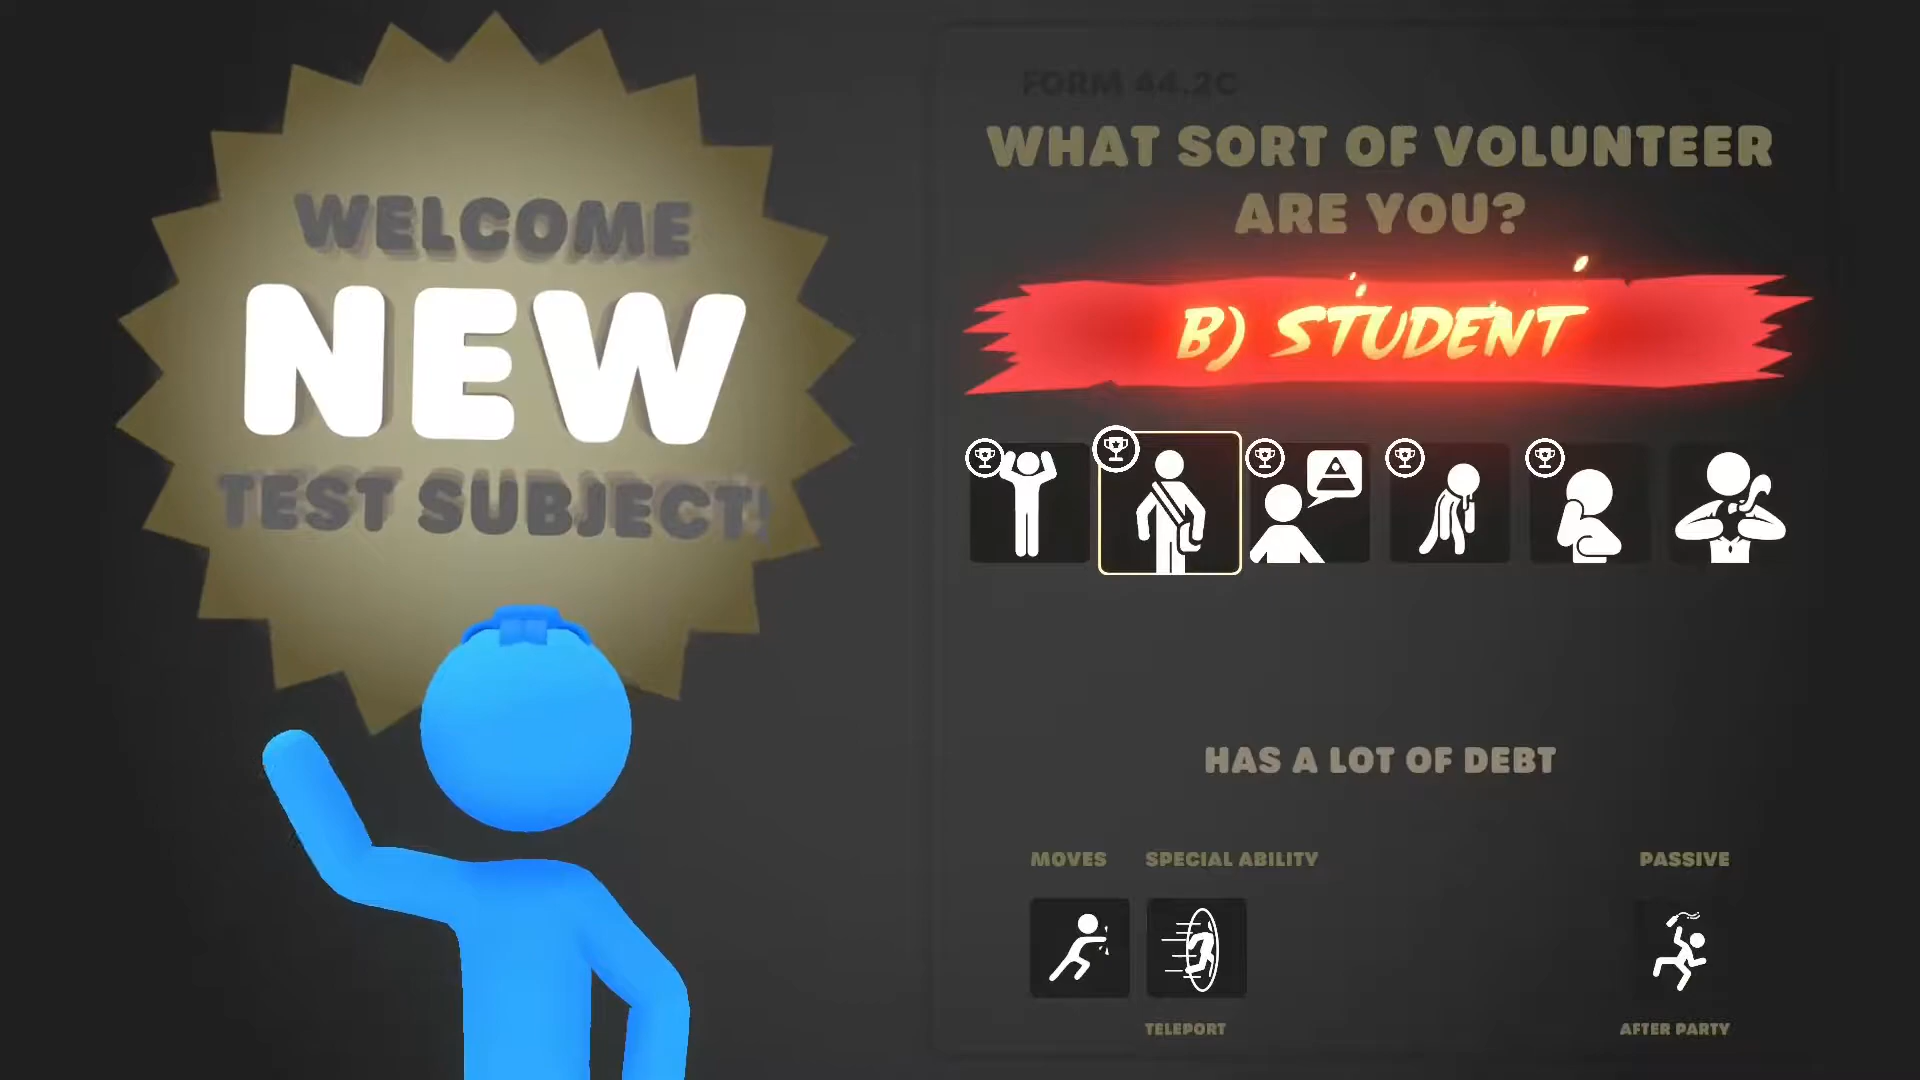 WELCOME
NEW
TEST SUBJECT!
FORM 44.2C
WHAT SORT OF VOLUNTEER
ARE YOU?
B) STUDENT
HAS A LOT OF DEBT
MOVES
SPECIAL ABILITY
PASSIVE
TELEPORT
AFTER PARTY